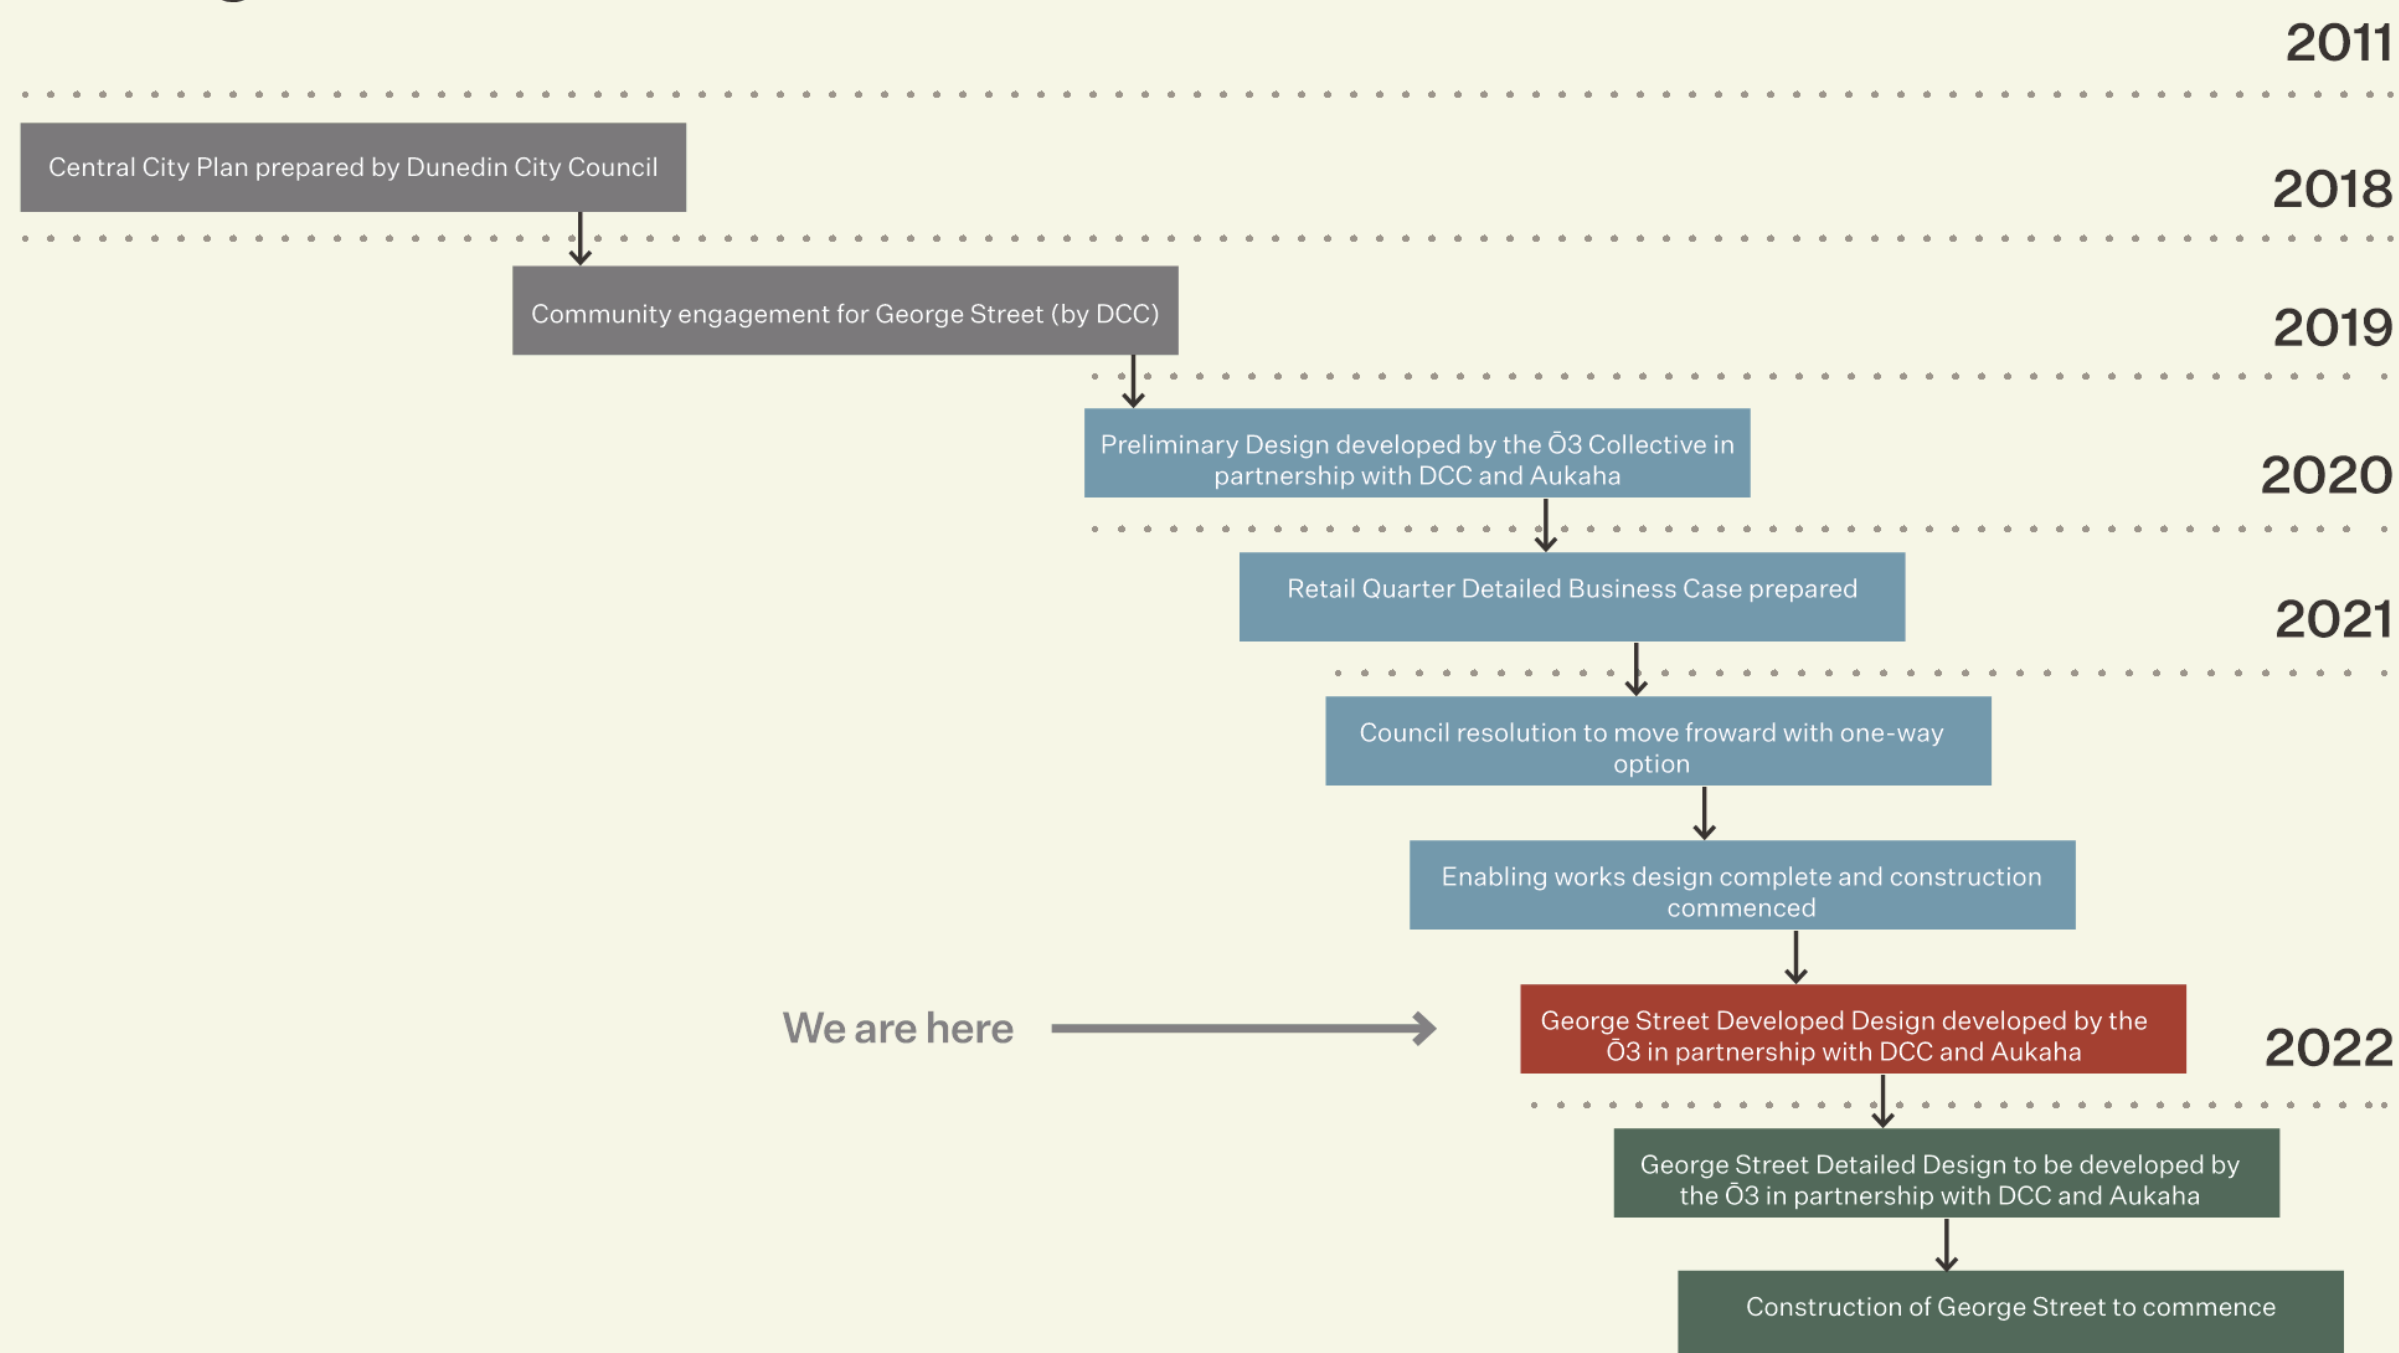 2011
Central City Plan prepared by Dunedin City Council
2018
Community engagement for George Street (by DCC)
2019
Preliminary Design developed by the Ō3 Collective in
partnership with DCC and Aukaha
2020
Retail Quarter Detailed Business Case prepared
2021
Council resolution to move froward with one-way
option
Enabling works design complete and construction
commenced
We are here
George Street Developed Design developed by the
Ō3 in partnership with DCC and Aukaha
2022
George Street Detailed Design to be developed by
the Ō3 in partnership with DCC and Aukaha
Construction of George Street to commence